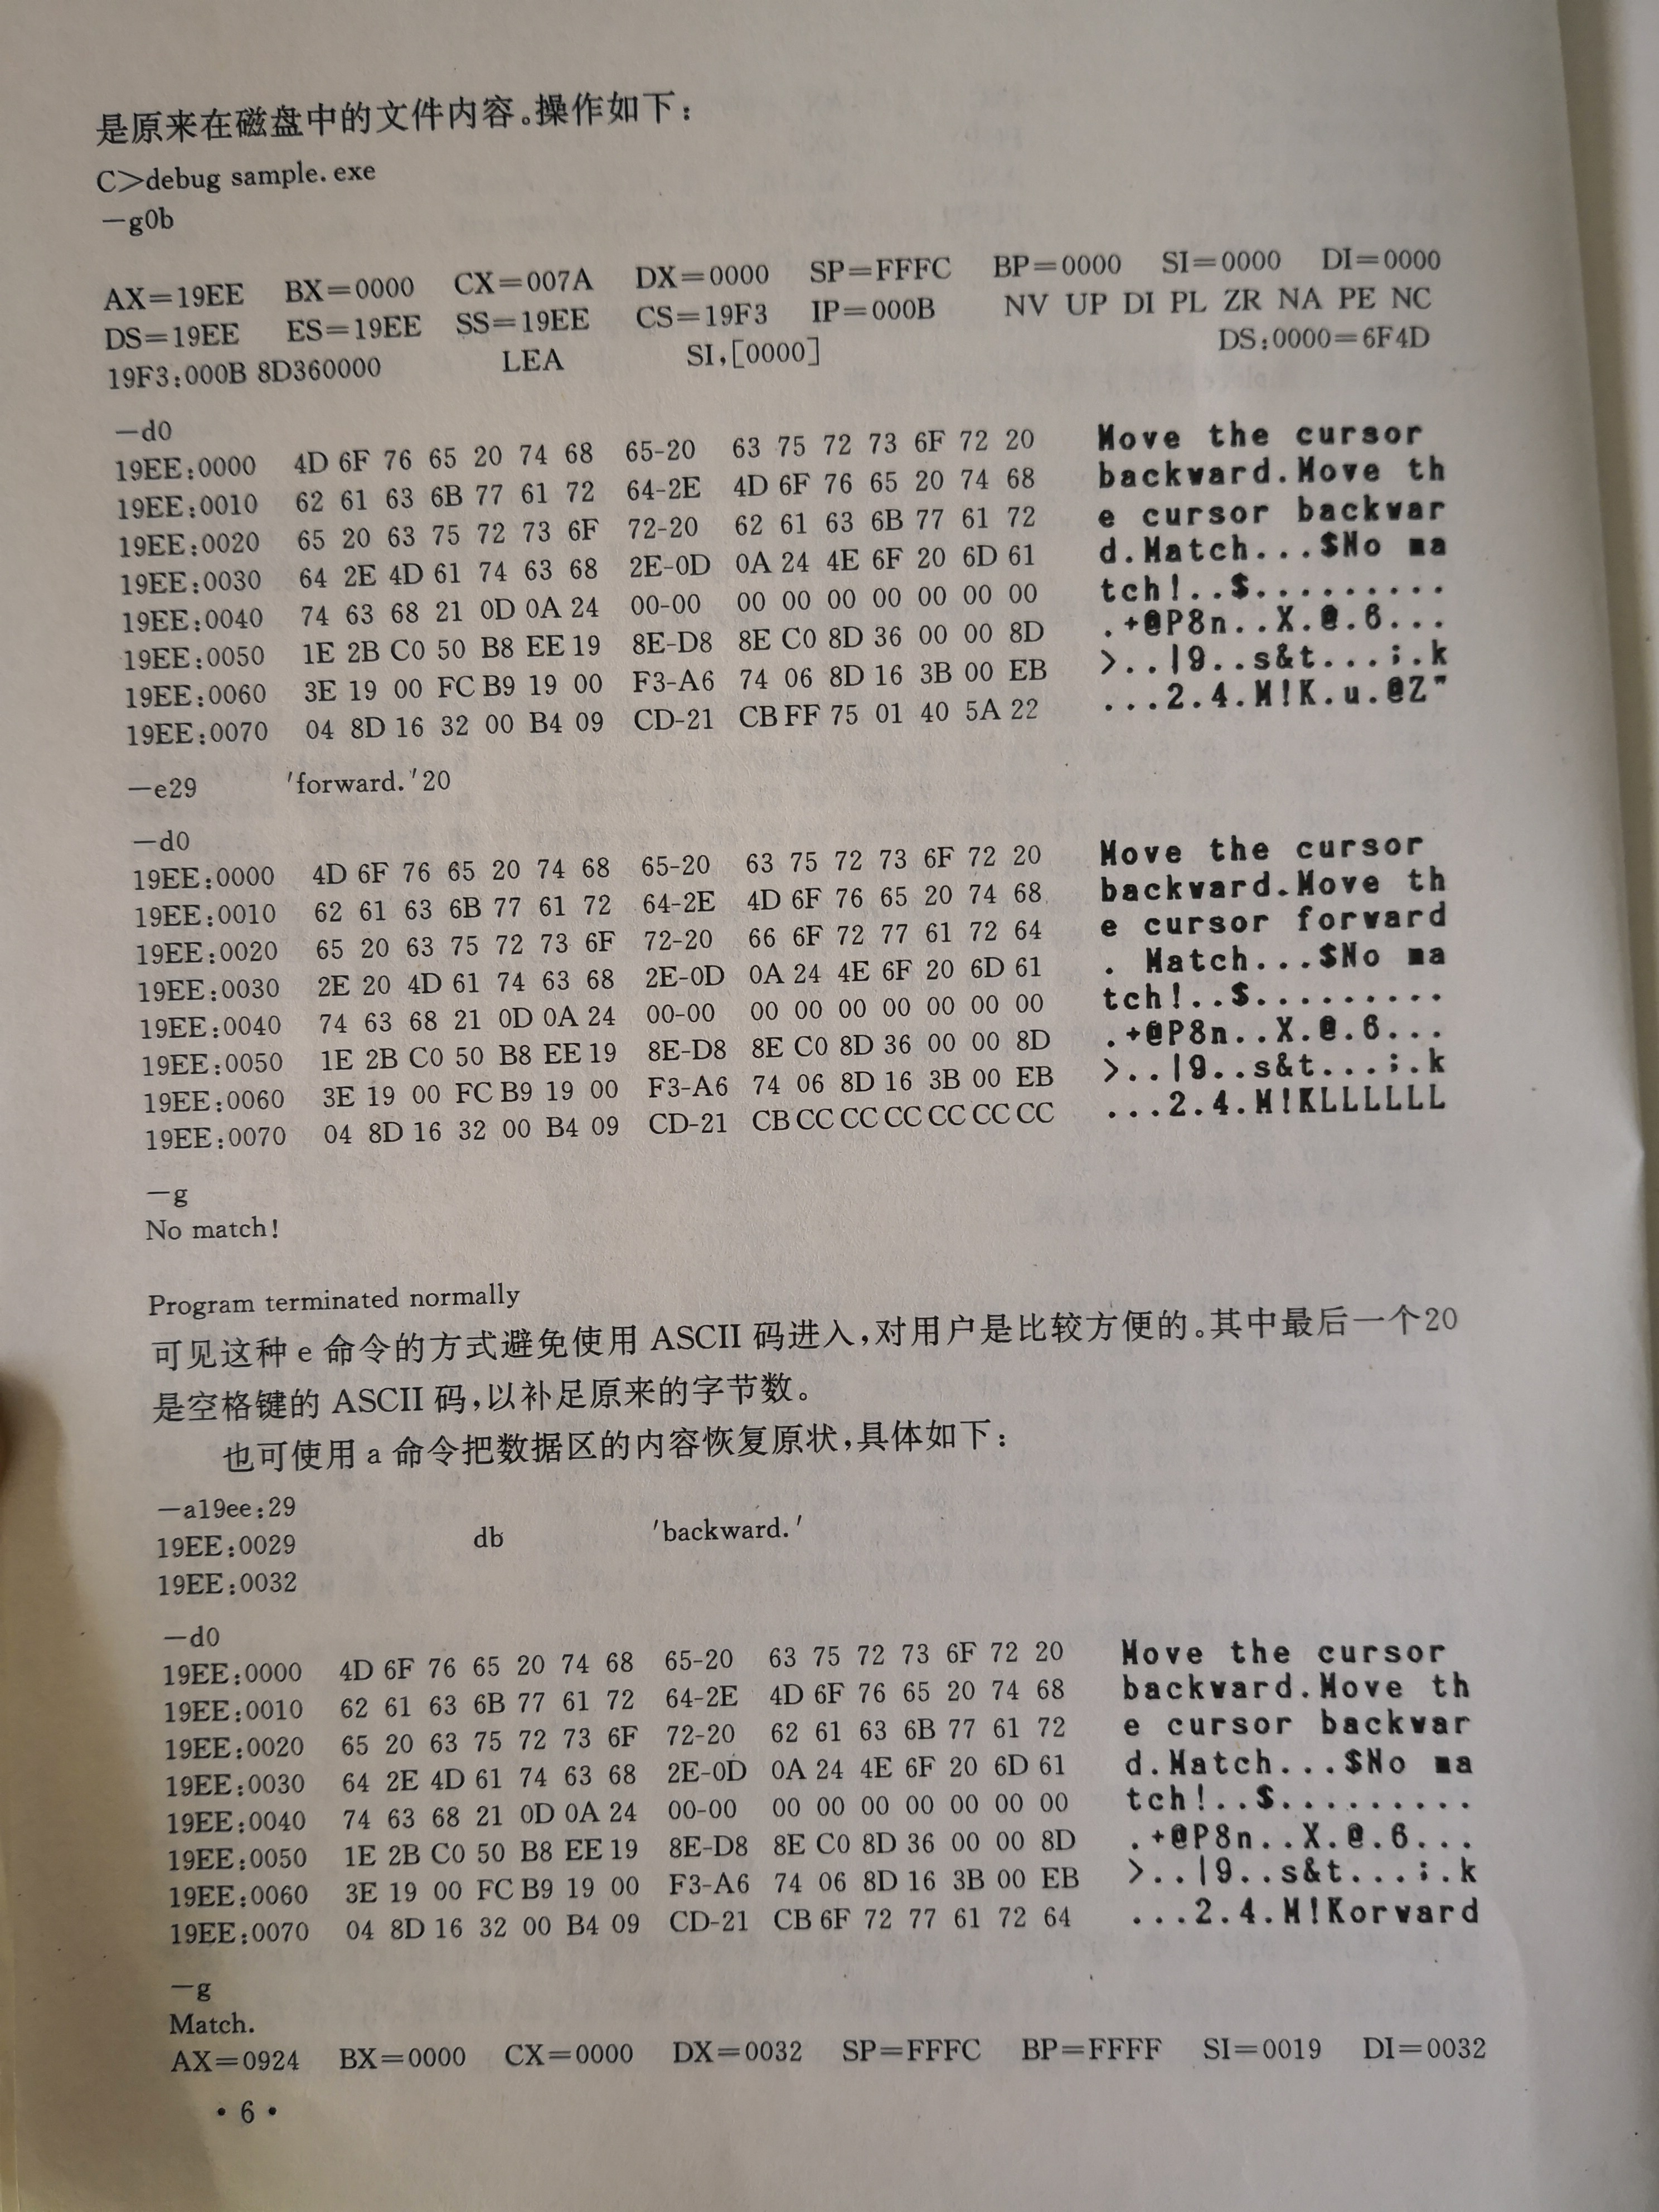 是原来在磁盘中的文件内容。操作如下：
C>debug sample. exe
—g0b
AX=19EE BX=0000 CX=007A DX=0000 SP=FFFC BP=0000 SI=0000 DI=0000
DS=19EE ES=19EE SS=19EE CS=19F3 IP=000B NV UP DI PL ZR NA PE NC
19F3:000B 8D360000 LEA SI,[0000] DS:0000=6F4D
—d0
19EE:0000 4D 6F 76 65 20 74 68 65-20 63 75 72 73 6F 72 20 Move the cursor
19EE:0010 62 61 63 6B 77 61 72 64-2E 4D 6F 76 65 20 74 68 backward.Move th
19EE:0020 65 20 63 75 72 73 6F 72-20 62 61 63 6B 77 61 72 e cursor backwar
19EE:0030 64 2E 4D 61 74 63 68 2E-0D 0A 24 4E 6F 20 6D 61 d.Match...$No ma
19EE:0040 74 63 68 21 0D 0A 24 00-00 00 00 00 00 00 00 00 tch!..$.........
19EE:0050 1E 2B C0 50 B8 EE 19 8E-D8 8E C0 8D 36 00 00 8D .+@P8n..X.@.6...
19EE:0060 3E 19 00 FC B9 19 00 F3-A6 74 06 8D 16 3B 00 EB >..|9..s&t...;.k
19EE:0070 04 8D 16 32 00 B4 09 CD-21 CB FF 75 01 40 5A 22 ...2.4.M!K.u.@Z"
—e29 'forward.'20
—d0
19EE:0000 4D 6F 76 65 20 74 68 65-20 63 75 72 73 6F 72 20 Move the cursor
19EE:0010 62 61 63 6B 77 61 72 64-2E 4D 6F 76 65 20 74 68 backward.Move th
19EE:0020 65 20 63 75 72 73 6F 72-20 66 6F 72 77 61 72 64 e cursor forward
19EE:0030 2E 20 4D 61 74 63 68 2E-0D 0A 24 4E 6F 20 6D 61 . Match...$No ma
19EE:0040 74 63 68 21 0D 0A 24 00-00 00 00 00 00 00 00 00 tch!..$.........
19EE:0050 1E 2B C0 50 B8 EE 19 8E-D8 8E C0 8D 36 00 00 8D .+@P8n..X.@.6...
19EE:0060 3E 19 00 FC B9 19 00 F3-A6 74 06 8D 16 3B 00 EB >..|9..s&t...;.k
19EE:0070 04 8D 16 32 00 B4 09 CD-21 CB CC CC CC CC CC CC ...2.4.M!KLLLLLL
—g
No match!
Program terminated normally
可见这种 e 命令的方式避免使用 ASCII 码进入，对用户是比较方便的。其中最后一个20
是空格键的 ASCII 码，以补足原来的字节数。
也可使用 a 命令把数据区的内容恢复原状，具体如下：
—a19ee:29
19EE:0029 db 'backward.'
19EE:0032
—d0
19EE:0000 4D 6F 76 65 20 74 68 65-20 63 75 72 73 6F 72 20 Move the cursor
19EE:0010 62 61 63 6B 77 61 72 64-2E 4D 6F 76 65 20 74 68 backward.Move th
19EE:0020 65 20 63 75 72 73 6F 72-20 62 61 63 6B 77 61 72 e cursor backwar
19EE:0030 64 2E 4D 61 74 63 68 2E-0D 0A 24 4E 6F 20 6D 61 d.Match...$No ma
19EE:0040 74 63 68 21 0D 0A 24 00-00 00 00 00 00 00 00 00 tch!..$.........
19EE:0050 1E 2B C0 50 B8 EE 19 8E-D8 8E C0 8D 36 00 00 8D .+@P8n..X.@.6...
19EE:0060 3E 19 00 FC B9 19 00 F3-A6 74 06 8D 16 3B 00 EB >..|9..s&t...;.k
19EE:0070 04 8D 16 32 00 B4 09 CD-21 CB 6F 72 77 61 72 64 ...2.4.M!Korward
—g
Match.
AX=0924 BX=0000 CX=0000 DX=0032 SP=FFFC BP=FFFF SI=0019 DI=0032
• 6 •